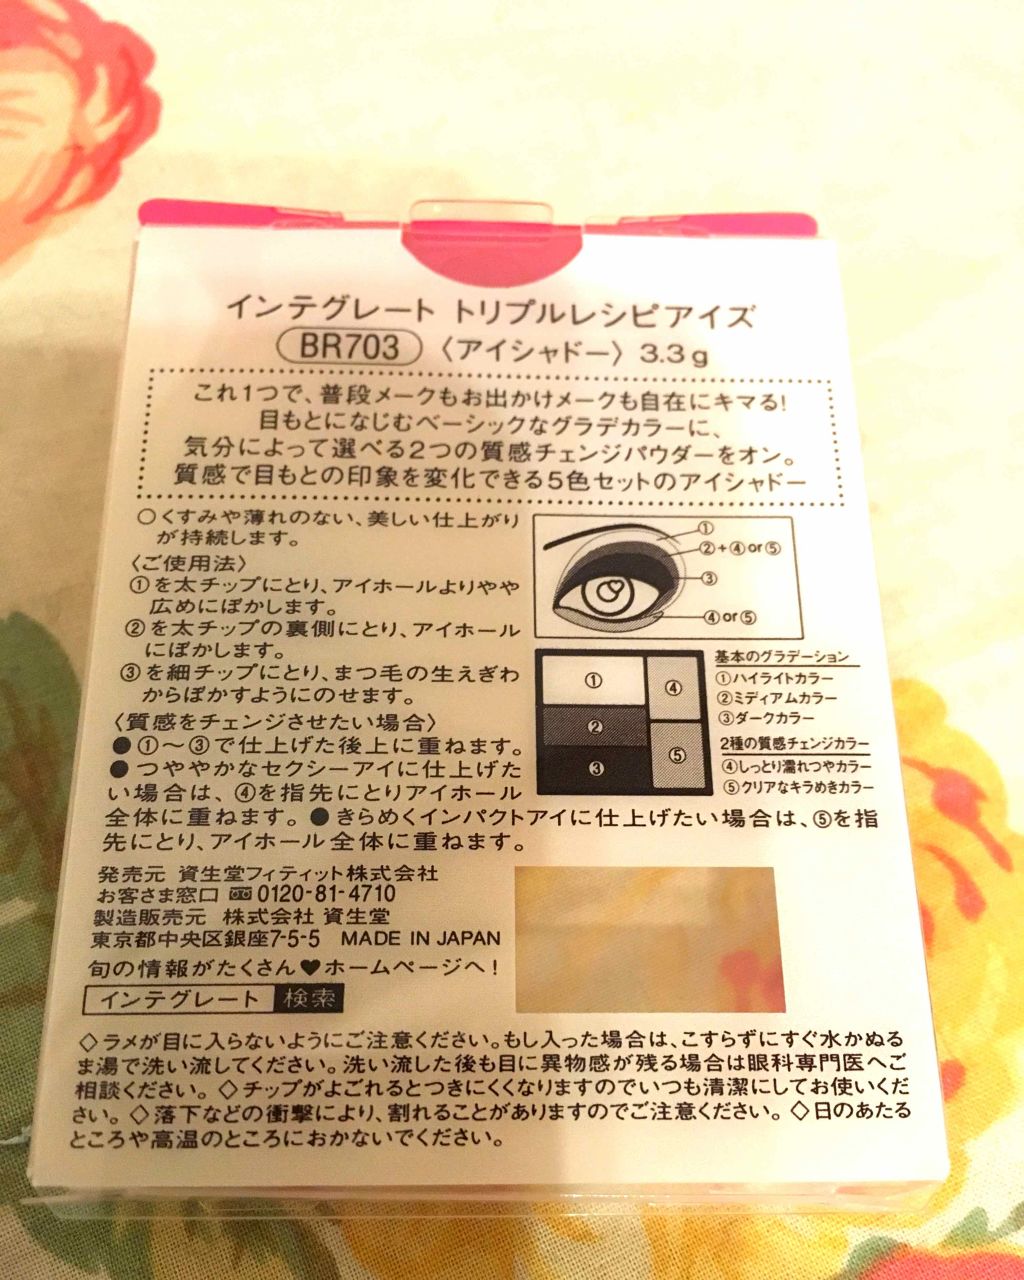 インテグレート トリプルレシピアイズ
BR703 〈アイシャドー〉 3.3g
これ1つで、普段メークもお出かけメークも自在にキマる!
目もとになじむベーシックなグラデカラーに、
気分によって選べる2つの質感チェンジパウダーをオン。
質感で目もとの印象を変化できる5色セットのアイシャドー
○くすみや薄れのない、美しい仕上がり
が持続します。
〈ご使用法〉
①を太チップにとり、アイホールよりやや
広めにぼかします。
②を太チップの裏側にとり、アイホール
にぼかします。
③を細チップにとり、まつ毛の生えぎわ
からぼかすようにのせます。
①
②+④or⑤
③
④or⑤
①
②
③
④
⑤
基本のグラデーション
①ハイライトカラー
②ミディアムカラー
③ダークカラー
2種の質感チェンジカラー
④しっとり濡れつやカラー
⑤クリアなキラめきカラー
〈質感をチェンジさせたい場合〉
●①〜③で仕上げた後上に重ねます。
●つややかなセクシーアイに仕上げた
い場合は、④を指先にとりアイホール
全体に重ねます。●きらめくインパクトアイに仕上げたい場合は、⑤を指
先にとり、アイホール全体に重ねます。
発売元 資生堂フィティット株式会社
お客さま窓口 0120-81-4710
製造販売元 株式会社 資生堂
東京都中央区銀座7-5-5 MADE IN JAPAN
旬の情報がたくさん♥ホームページへ!
インテグレート 検索
◇ラメが目に入らないようにご注意ください。もし入った場合は、こすらずにすぐ水かぬる
ま湯で洗い流してください。洗い流した後も目に異物感が残る場合は眼科専門医へご
相談ください。◇チップがよごれるとつきにくくなりますのでいつも清潔にしてお使いくだ
さい。◇落下などの衝撃により、割れることがありますのでご注意ください。◇日のあたる
ところや高温のところにおかないでください。